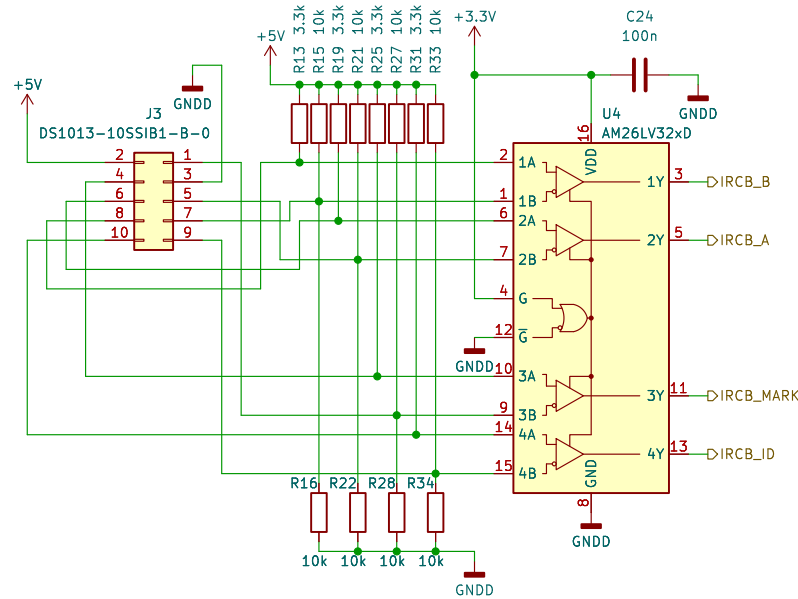 R13 3.3k
R15 10k
R19 3.3k
R21 10k
R25 3.3k
R27 10k
R31 3.3k
R33 10k
+3.3V
C24
100n
+5V
GNDD
+5V
GNDD
J3
DS1013-10SSIB1-B-0
2 1
4 3
6 5
8 7
10 9
U4
AM26LV32xD
16
VDD
2 1A 1Y 3 IRCB_B
1 1B
6 2A 2Y 5 IRCB_A
7 2B
4 G
12 G
GNDD
10 3A 3Y 11 IRCB_MARK
9 3B
14 4A 4Y 13 IRCB_ID
15 4B
GND
8
GNDD
R16 R22 R28 R34
10k 10k 10k 10k
GNDD